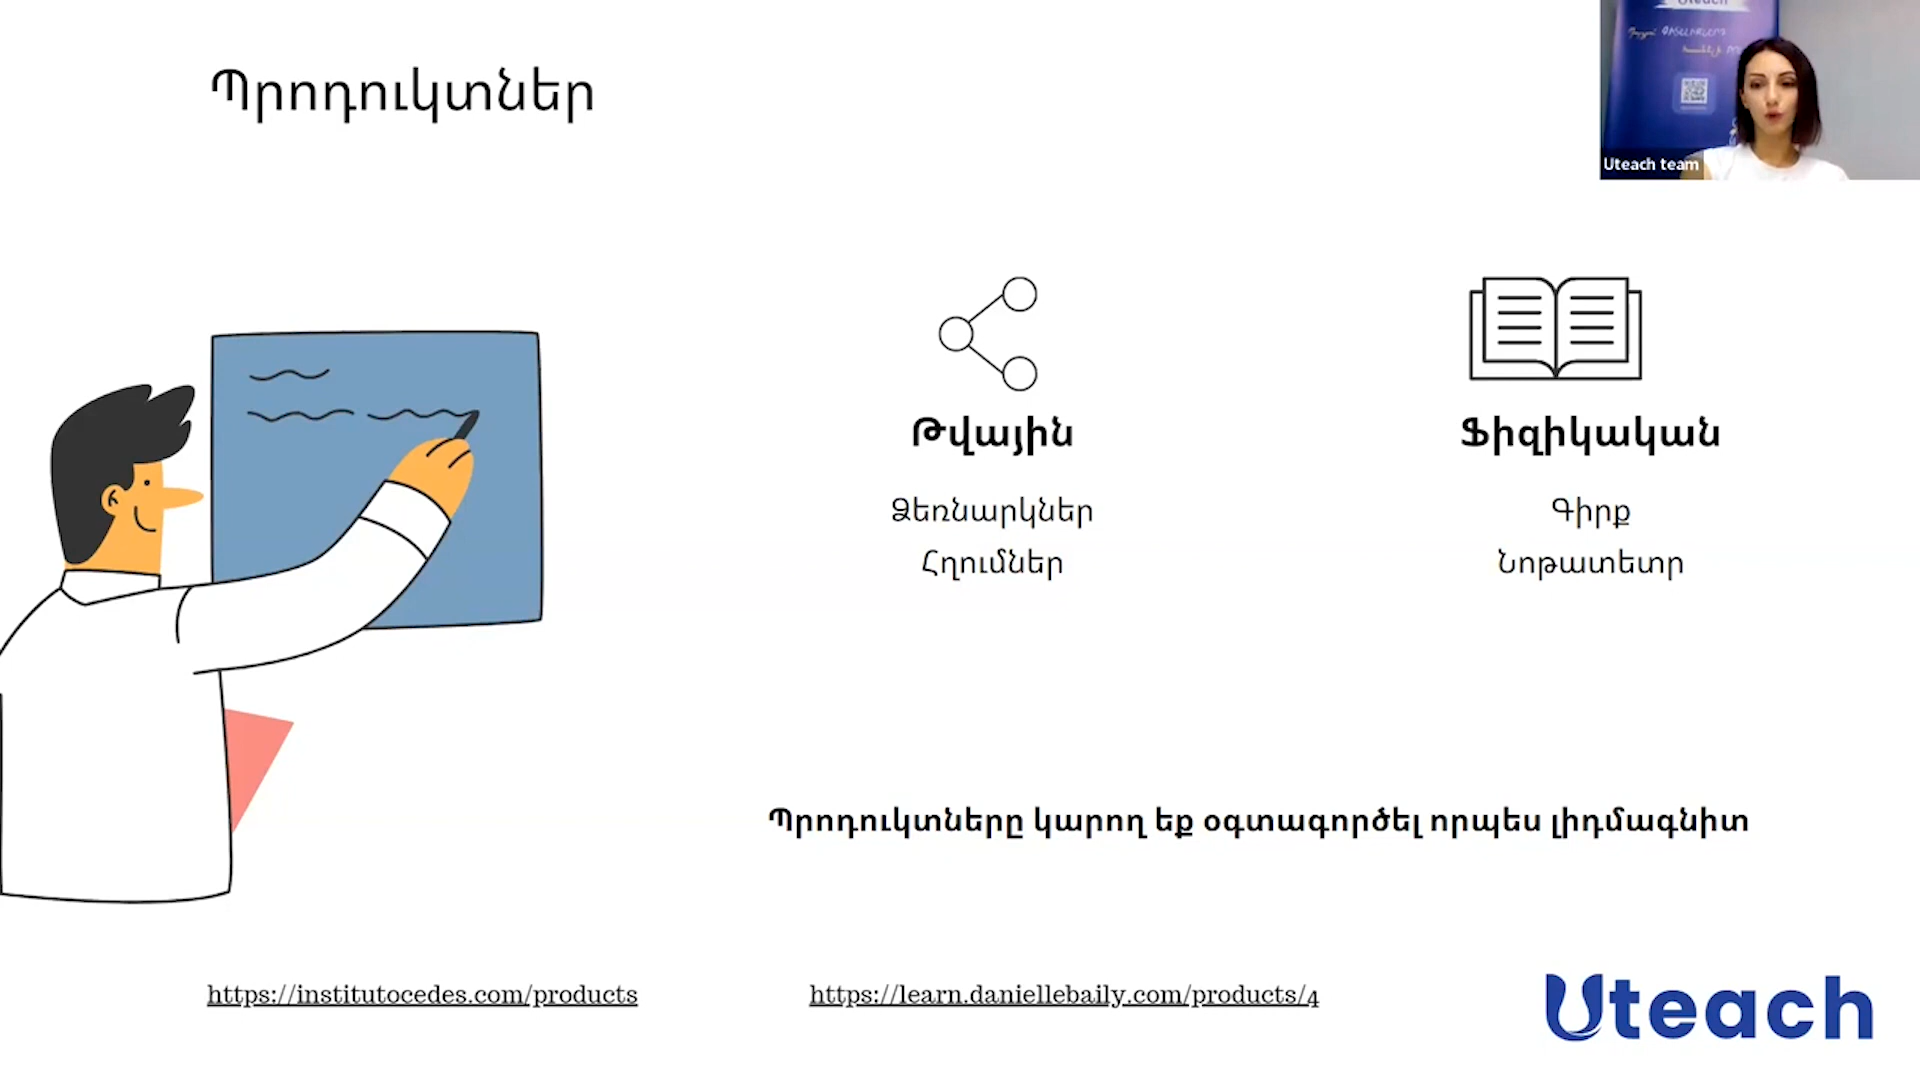 Պրոդուկտներ
Uteach
Uteach team
Թվային
Ձեռնարկներ
Հղումներ
Ֆիզիկական
Գիրք
Նոթատետր
Պրոդուկտները կարող եք օգտագործել որպես լիդմագնիտ
https://institutocedes.com/products
https://learn.daniellebaily.com/products/4
Uteach